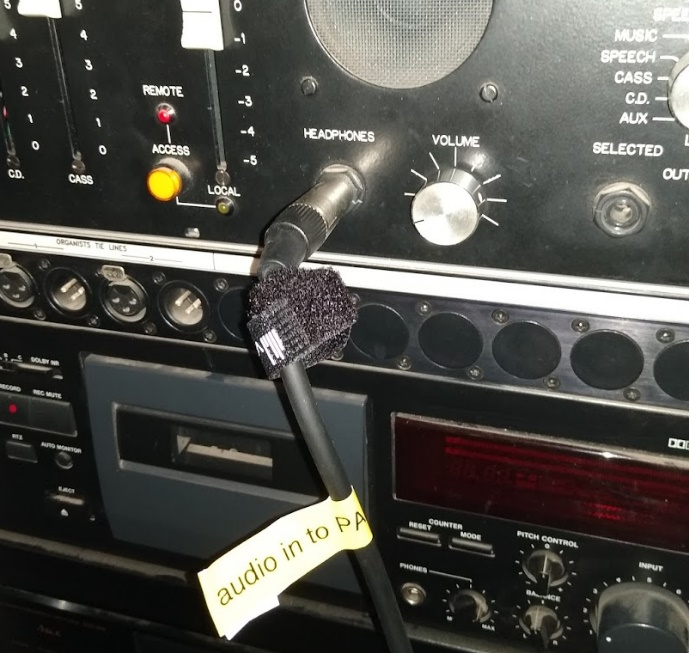 5
4
3
2
1
0
C.D.
5
4
3
2
1
0
CASS
REMOTE
ACCESS
LOCAL
0
-1
-2
-3
-4
-5
HEADPHONES
VOLUME
MUSIC
SPEECH
CASS
C.D.
AUX
SELECTED
ORGANISTS TIE LINES
1
2
DOLBY NR
RECORD
REC MUTE
RTZ
AUTO MONITOR
EJECT
audio in to PA
COUNTER
RESET
MODE
PITCH CONTROL
PHONES
MAX
BALANCE
INPUT